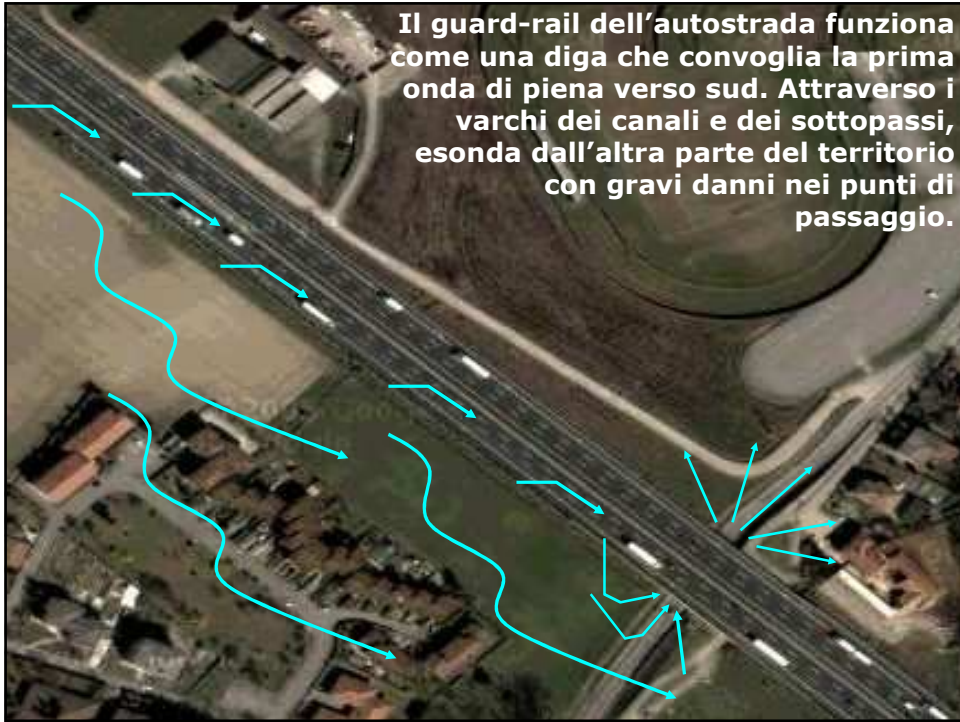 Il guard-rail dell’autostrada funziona
come una diga che convoglia la prima
onda di piena verso sud. Attraverso i
varchi dei canali e dei sottopassi,
esonda dall’altra parte del territorio
con gravi danni nei punti di
passaggio.